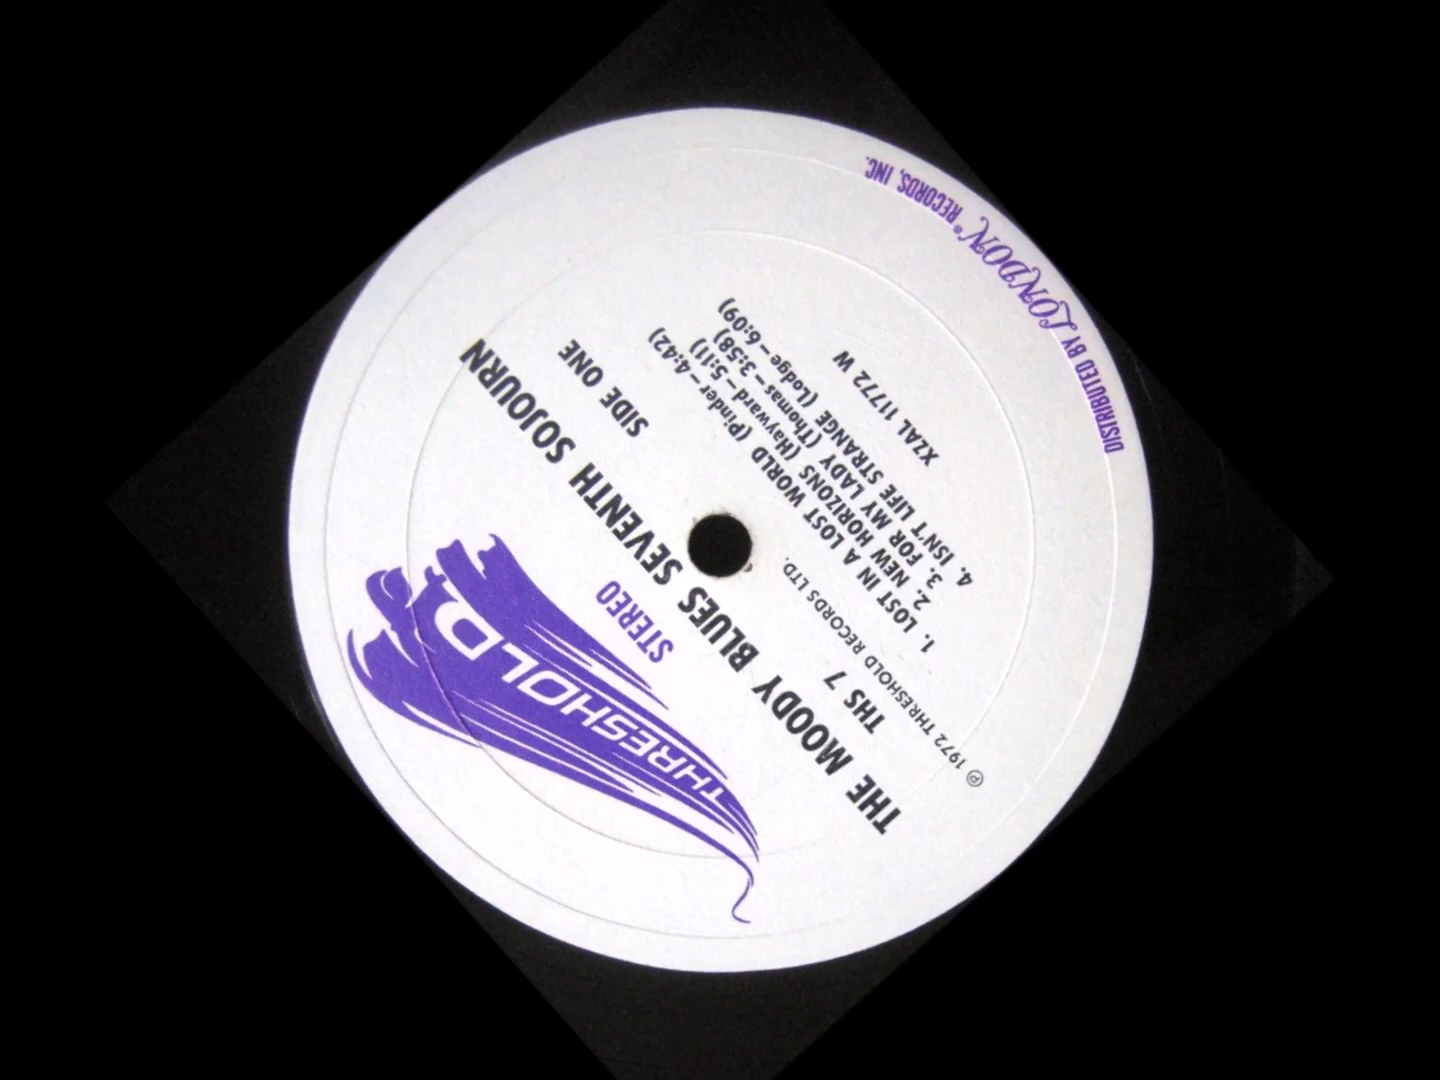 THRESHOLD
STEREO
THE MOODY BLUES SEVENTH SOJOURN
THS 7
SIDE ONE
℗ 1972 THRESHOLD RECORDS LTD.
1. LOST IN A LOST WORLD (Pinder–4:42)
2. NEW HORIZONS (Hayward–5:11)
3. FOR MY LADY (Thomas–3:58)
4. ISN'T LIFE STRANGE (Lodge–6:09)
XZAL 11772 W
DISTRIBUTED BY LONDON® RECORDS, INC.